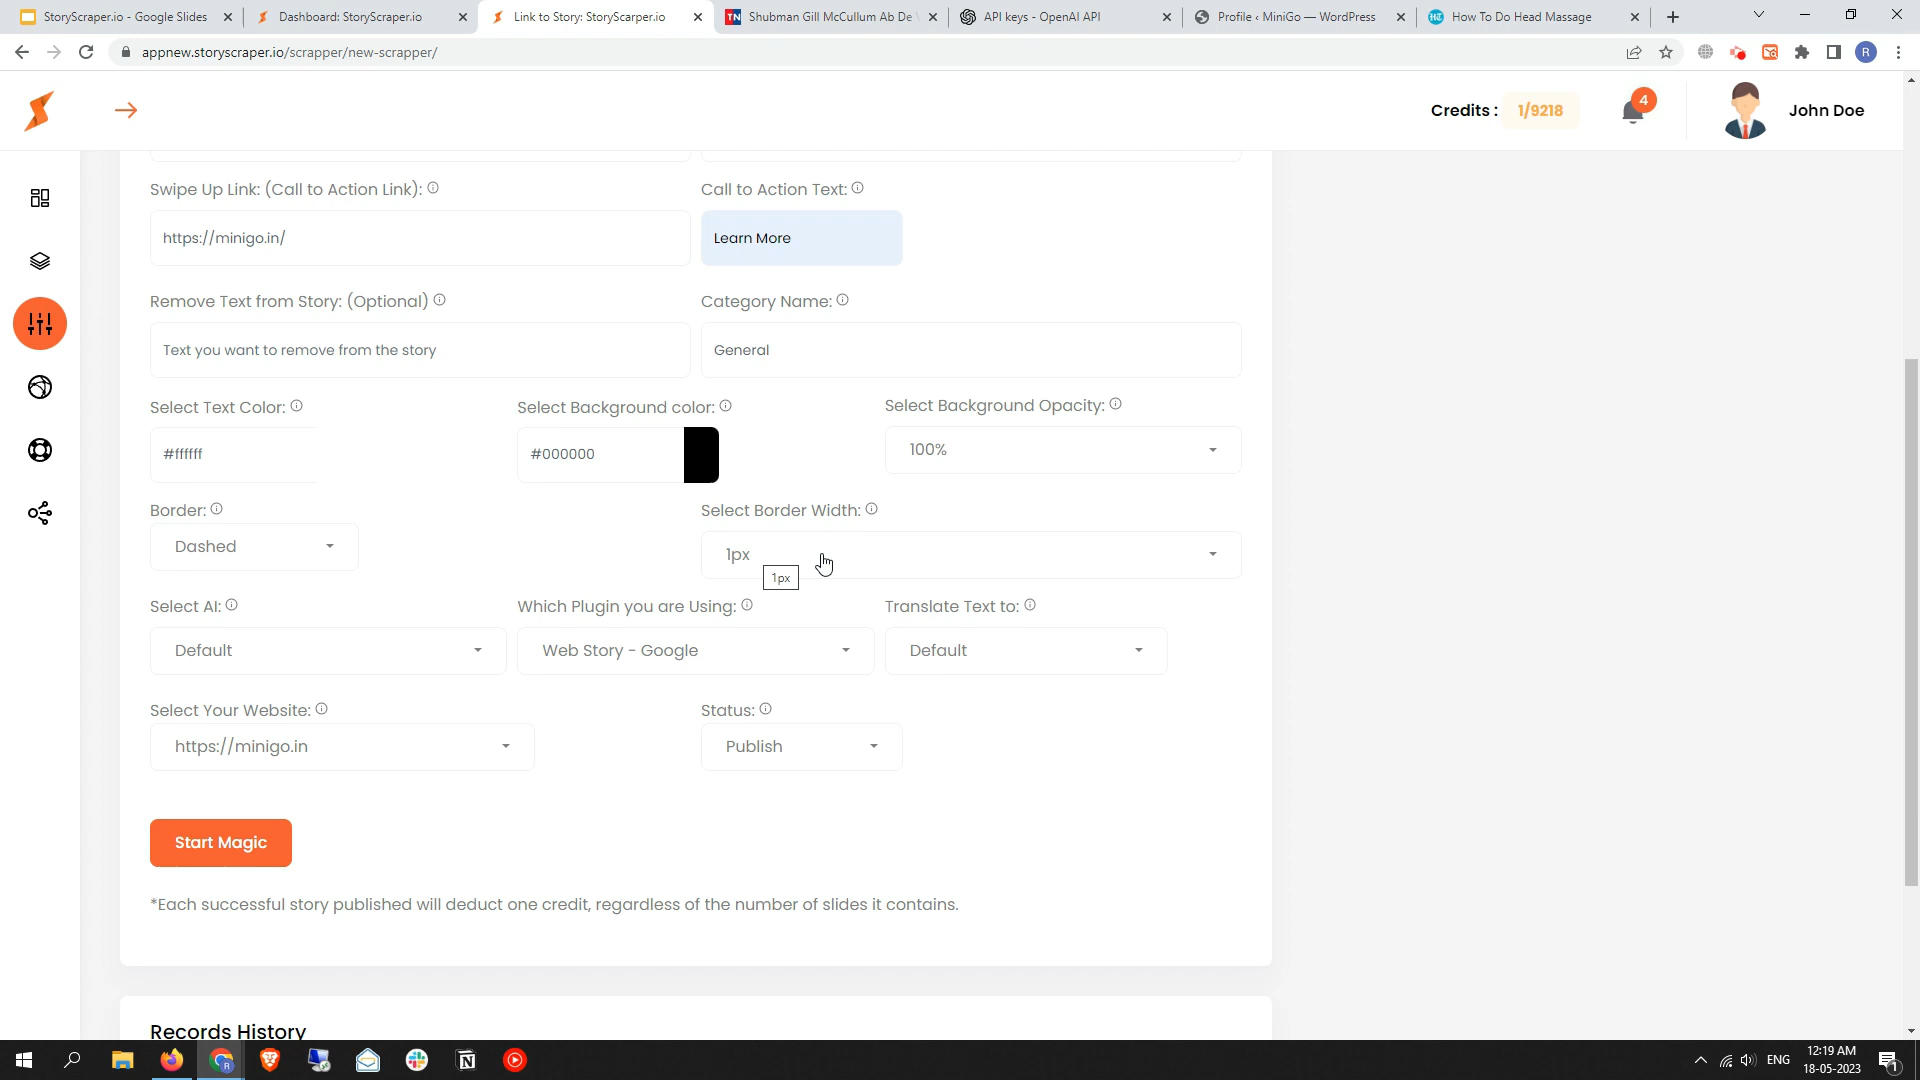 StoryScraper.io - Google Slides
Dashboard: StoryScraper.io
Link to Story: StoryScarper.io
Shubman Gill McCullum Ab De
API keys - OpenAI API
Profile ‹ MiniGo — WordPress
How To Do Head Massage
appnew.storyscraper.io/scrapper/new-scrapper/
R
Credits : 1/9218
4
John Doe
Swipe Up Link: (Call to Action Link):
Call to Action Text:
https://minigo.in/
Learn More
Remove Text from Story: (Optional)
Category Name:
Text you want to remove from the story
General
Select Text Color:
Select Background color:
Select Background Opacity:
#ffffff
#000000
100%
Border:
Select Border Width:
Dashed
1px
1px
Select AI:
Which Plugin you are Using:
Translate Text to:
Default
Web Story - Google
Default
Select Your Website:
Status:
https://minigo.in
Publish
Start Magic
*Each successful story published will deduct one credit, regardless of the number of slides it contains.
Records History
ENG
12:19 AM
18-05-2023
1